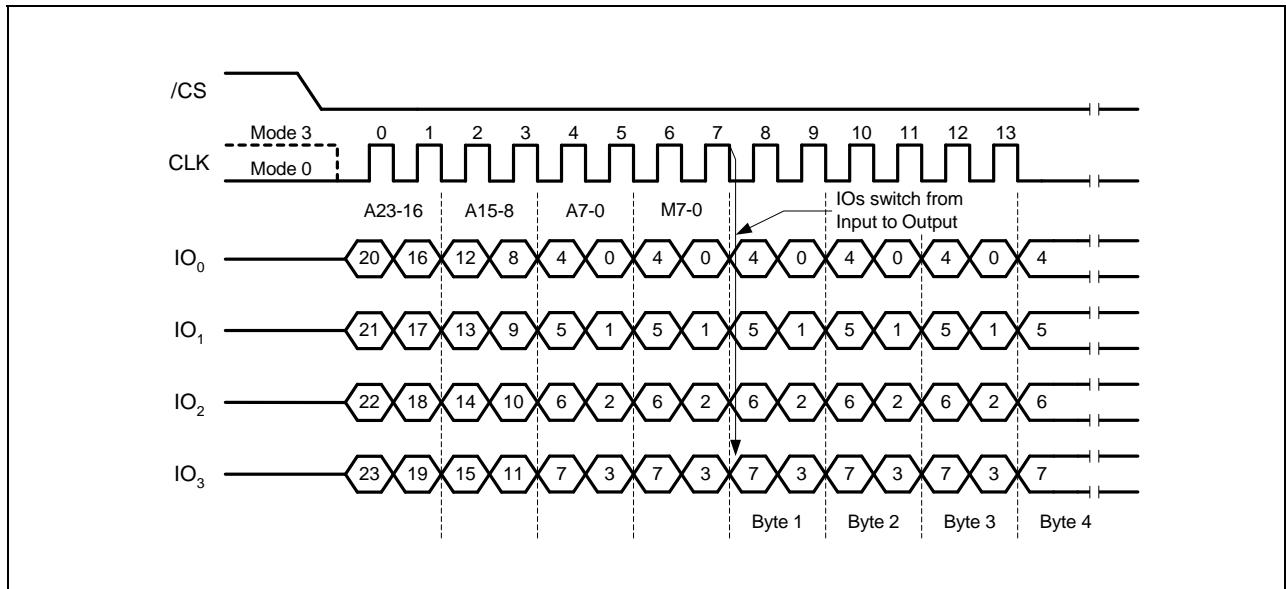 /CS
Mode 3 0 1 2 3 4 5 6 7 8 9 10 11 12 13
CLK
Mode 0
IOs switch from
Input to Output
A23-16 A15-8 A7-0 M7-0
IO0 20 16 12 8 4 0 4 0 4 0 4 0 4 0 4
IO1 21 17 13 9 5 1 5 1 5 1 5 1 5 1 5
IO2 22 18 14 10 6 2 6 2 6 2 6 2 6 2 6
IO3 23 19 15 11 7 3 7 3 7 3 7 3 7 3 7
Byte 1 Byte 2 Byte 3 Byte 4